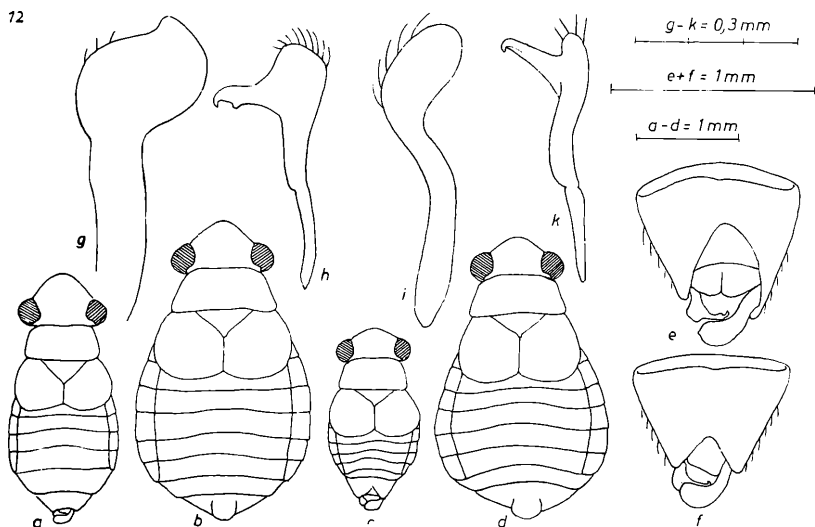 12
g – k = 0,3 mm
e + f = 1 mm
a – d = 1 mm
g
h
i
k
a
b
c
d
e
f